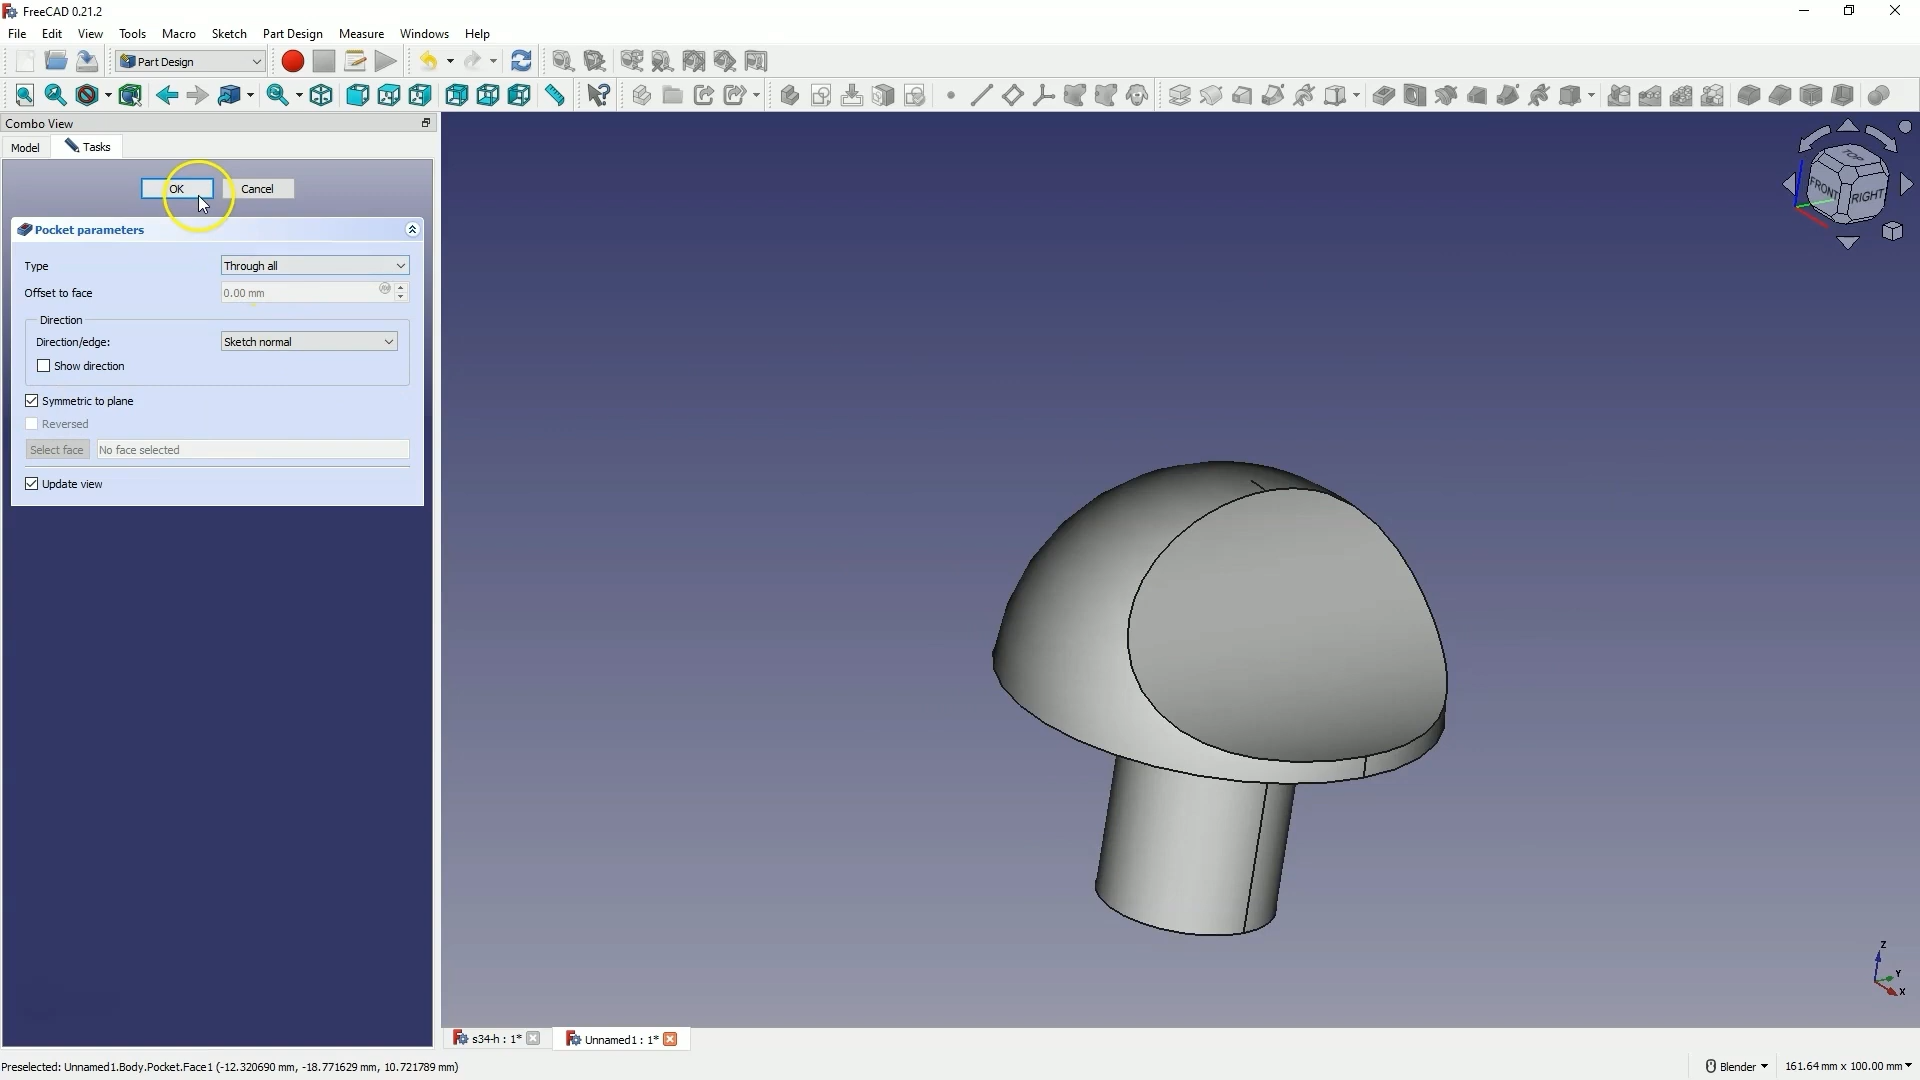 FreeCAD 0.21.2
File Edit View Tools Macro Sketch Part Design Measure Windows Help
Part Design
Combo View
Model Tasks
OK Cancel
Pocket parameters
Type Through all
Offset to face 0.00 mm
Direction
Direction/edge: Sketch normal
Show direction
Symmetric to plane
Reversed
Select face No face selected
Update view
TOP
FRONT RIGHT
Z
Y
X
s34-h : 1* Unnamed1 : 1*
Preselected: Unnamed1.Body.Pocket.Face1 (-12.320690 mm, -18.771629 mm, 10.721789 mm) Blender 161.64 mm x 100.00 mm